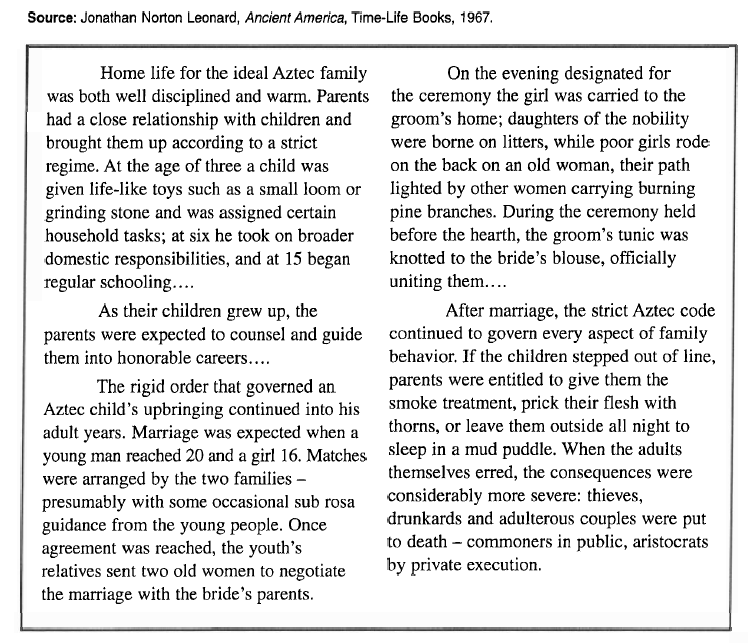 Source: Jonathan Norton Leonard, Ancient America, Time-Life Books, 1967.
Home life for the ideal Aztec family
was both well disciplined and warm. Parents
had a close relationship with children and
brought them up according to a strict
regime. At the age of three a child was
given life-like toys such as a small loom or
grinding stone and was assigned certain
household tasks; at six he took on broader
domestic responsibilities, and at 15 began
regular schooling....
As their children grew up, the
parents were expected to counsel and guide
them into honorable careers....
The rigid order that governed an
Aztec child's upbringing continued into his
adult years. Marriage was expected when a
young man reached 20 and a girl 16. Matches
were arranged by the two families –
presumably with some occasional sub rosa
guidance from the young people. Once
agreement was reached, the youth's
relatives sent two old women to negotiate
the marriage with the bride's parents.
On the evening designated for
the ceremony the girl was carried to the
groom's home; daughters of the nobility
were borne on litters, while poor girls rode
on the back on an old woman, their path
lighted by other women carrying burning
pine branches. During the ceremony held
before the hearth, the groom's tunic was
knotted to the bride's blouse, officially
uniting them....
After marriage, the strict Aztec code
continued to govern every aspect of family
behavior. If the children stepped out of line,
parents were entitled to give them the
smoke treatment, prick their flesh with
thorns, or leave them outside all night to
sleep in a mud puddle. When the adults
themselves erred, the consequences were
considerably more severe: thieves,
drunkards and adulterous couples were put
to death – commoners in public, aristocrats
by private execution.